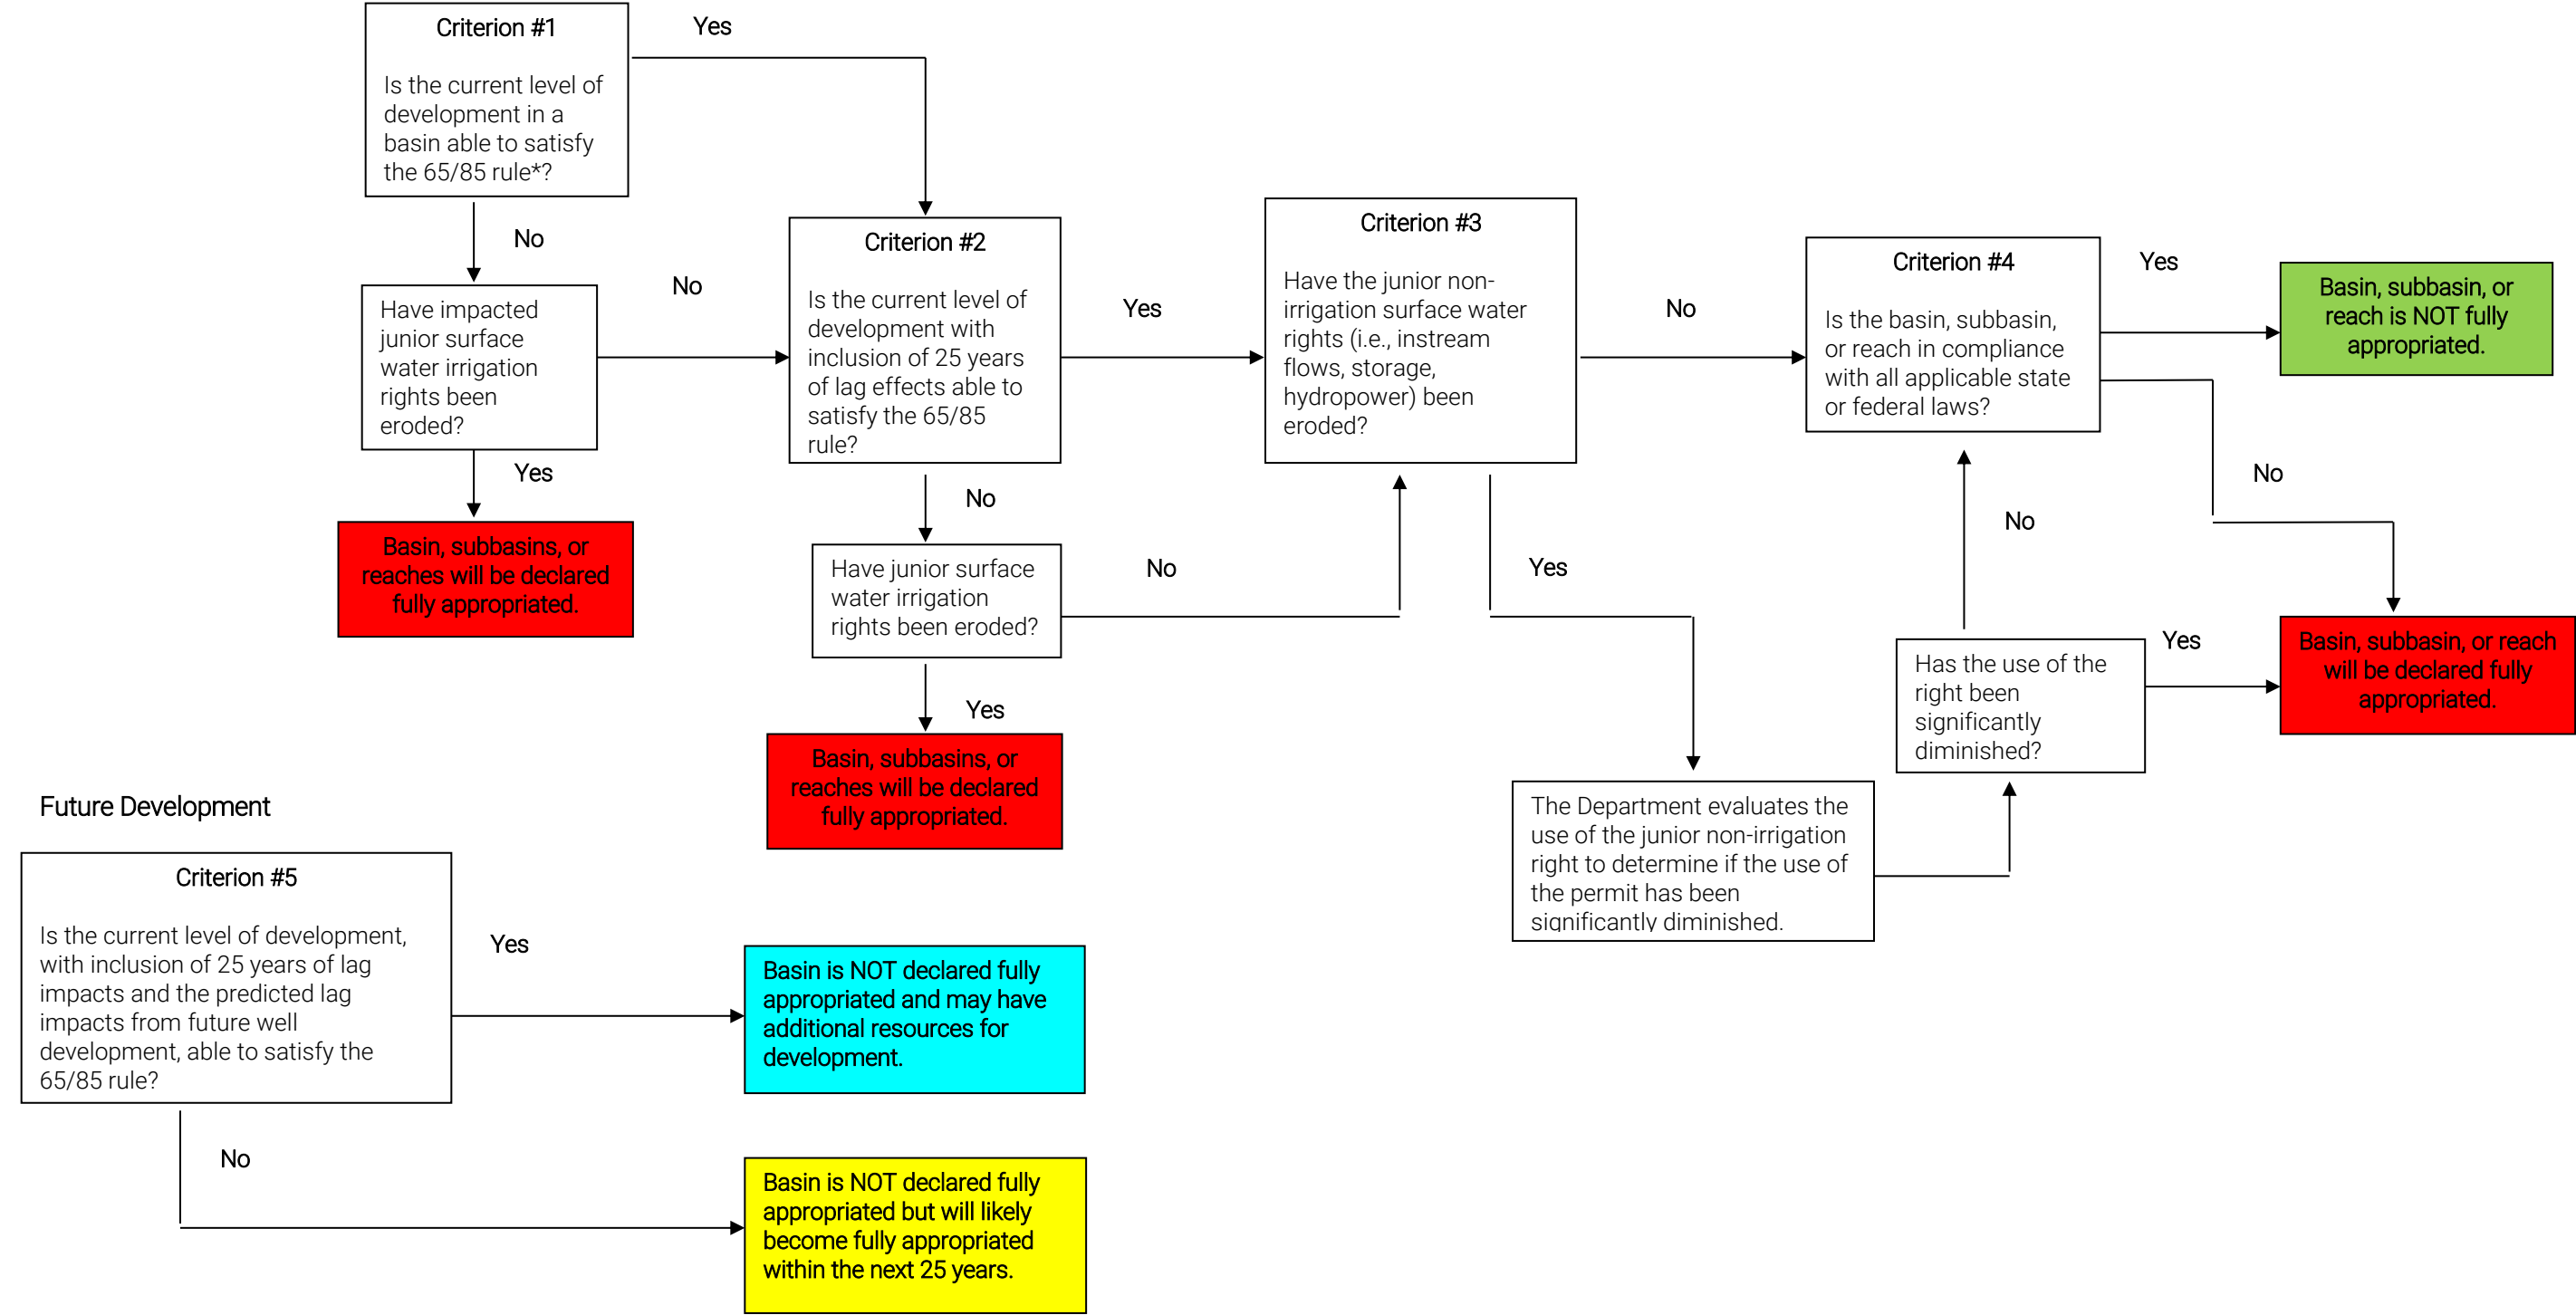 Criterion #1
Is the current level of
development in a
basin able to satisfy
the 65/85 rule*?
Yes
No
Have impacted
junior surface
water irrigation
rights been
eroded?
No
Yes
Basin, subbasins, or
reaches will be declared
fully appropriated.
Criterion #2
Is the current level of
development with
inclusion of 25 years
of lag effects able to
satisfy the 65/85
rule?
Yes
No
Have junior surface
water irrigation
rights been eroded?
No
Yes
Basin, subbasins, or
reaches will be declared
fully appropriated.
Criterion #3
Have the junior non-
irrigation surface water
rights (i.e., instream
flows, storage,
hydropower) been
eroded?
No
Yes
The Department evaluates the
use of the junior non-irrigation
right to determine if the use of
the permit has been
significantly diminished.
Has the use of the
right been
significantly
diminished?
No
Yes
Criterion #4
Is the basin, subbasin,
or reach in compliance
with all applicable state
or federal laws?
Yes
No
Basin, subbasin, or
reach is NOT fully
appropriated.
Basin, subbasin, or reach
will be declared fully
appropriated.
Future Development
Criterion #5
Is the current level of development,
with inclusion of 25 years of lag
impacts and the predicted lag
impacts from future well
development, able to satisfy the
65/85 rule?
Yes
No
Basin is NOT declared fully
appropriated and may have
additional resources for
development.
Basin is NOT declared fully
appropriated but will likely
become fully appropriated
within the next 25 years.